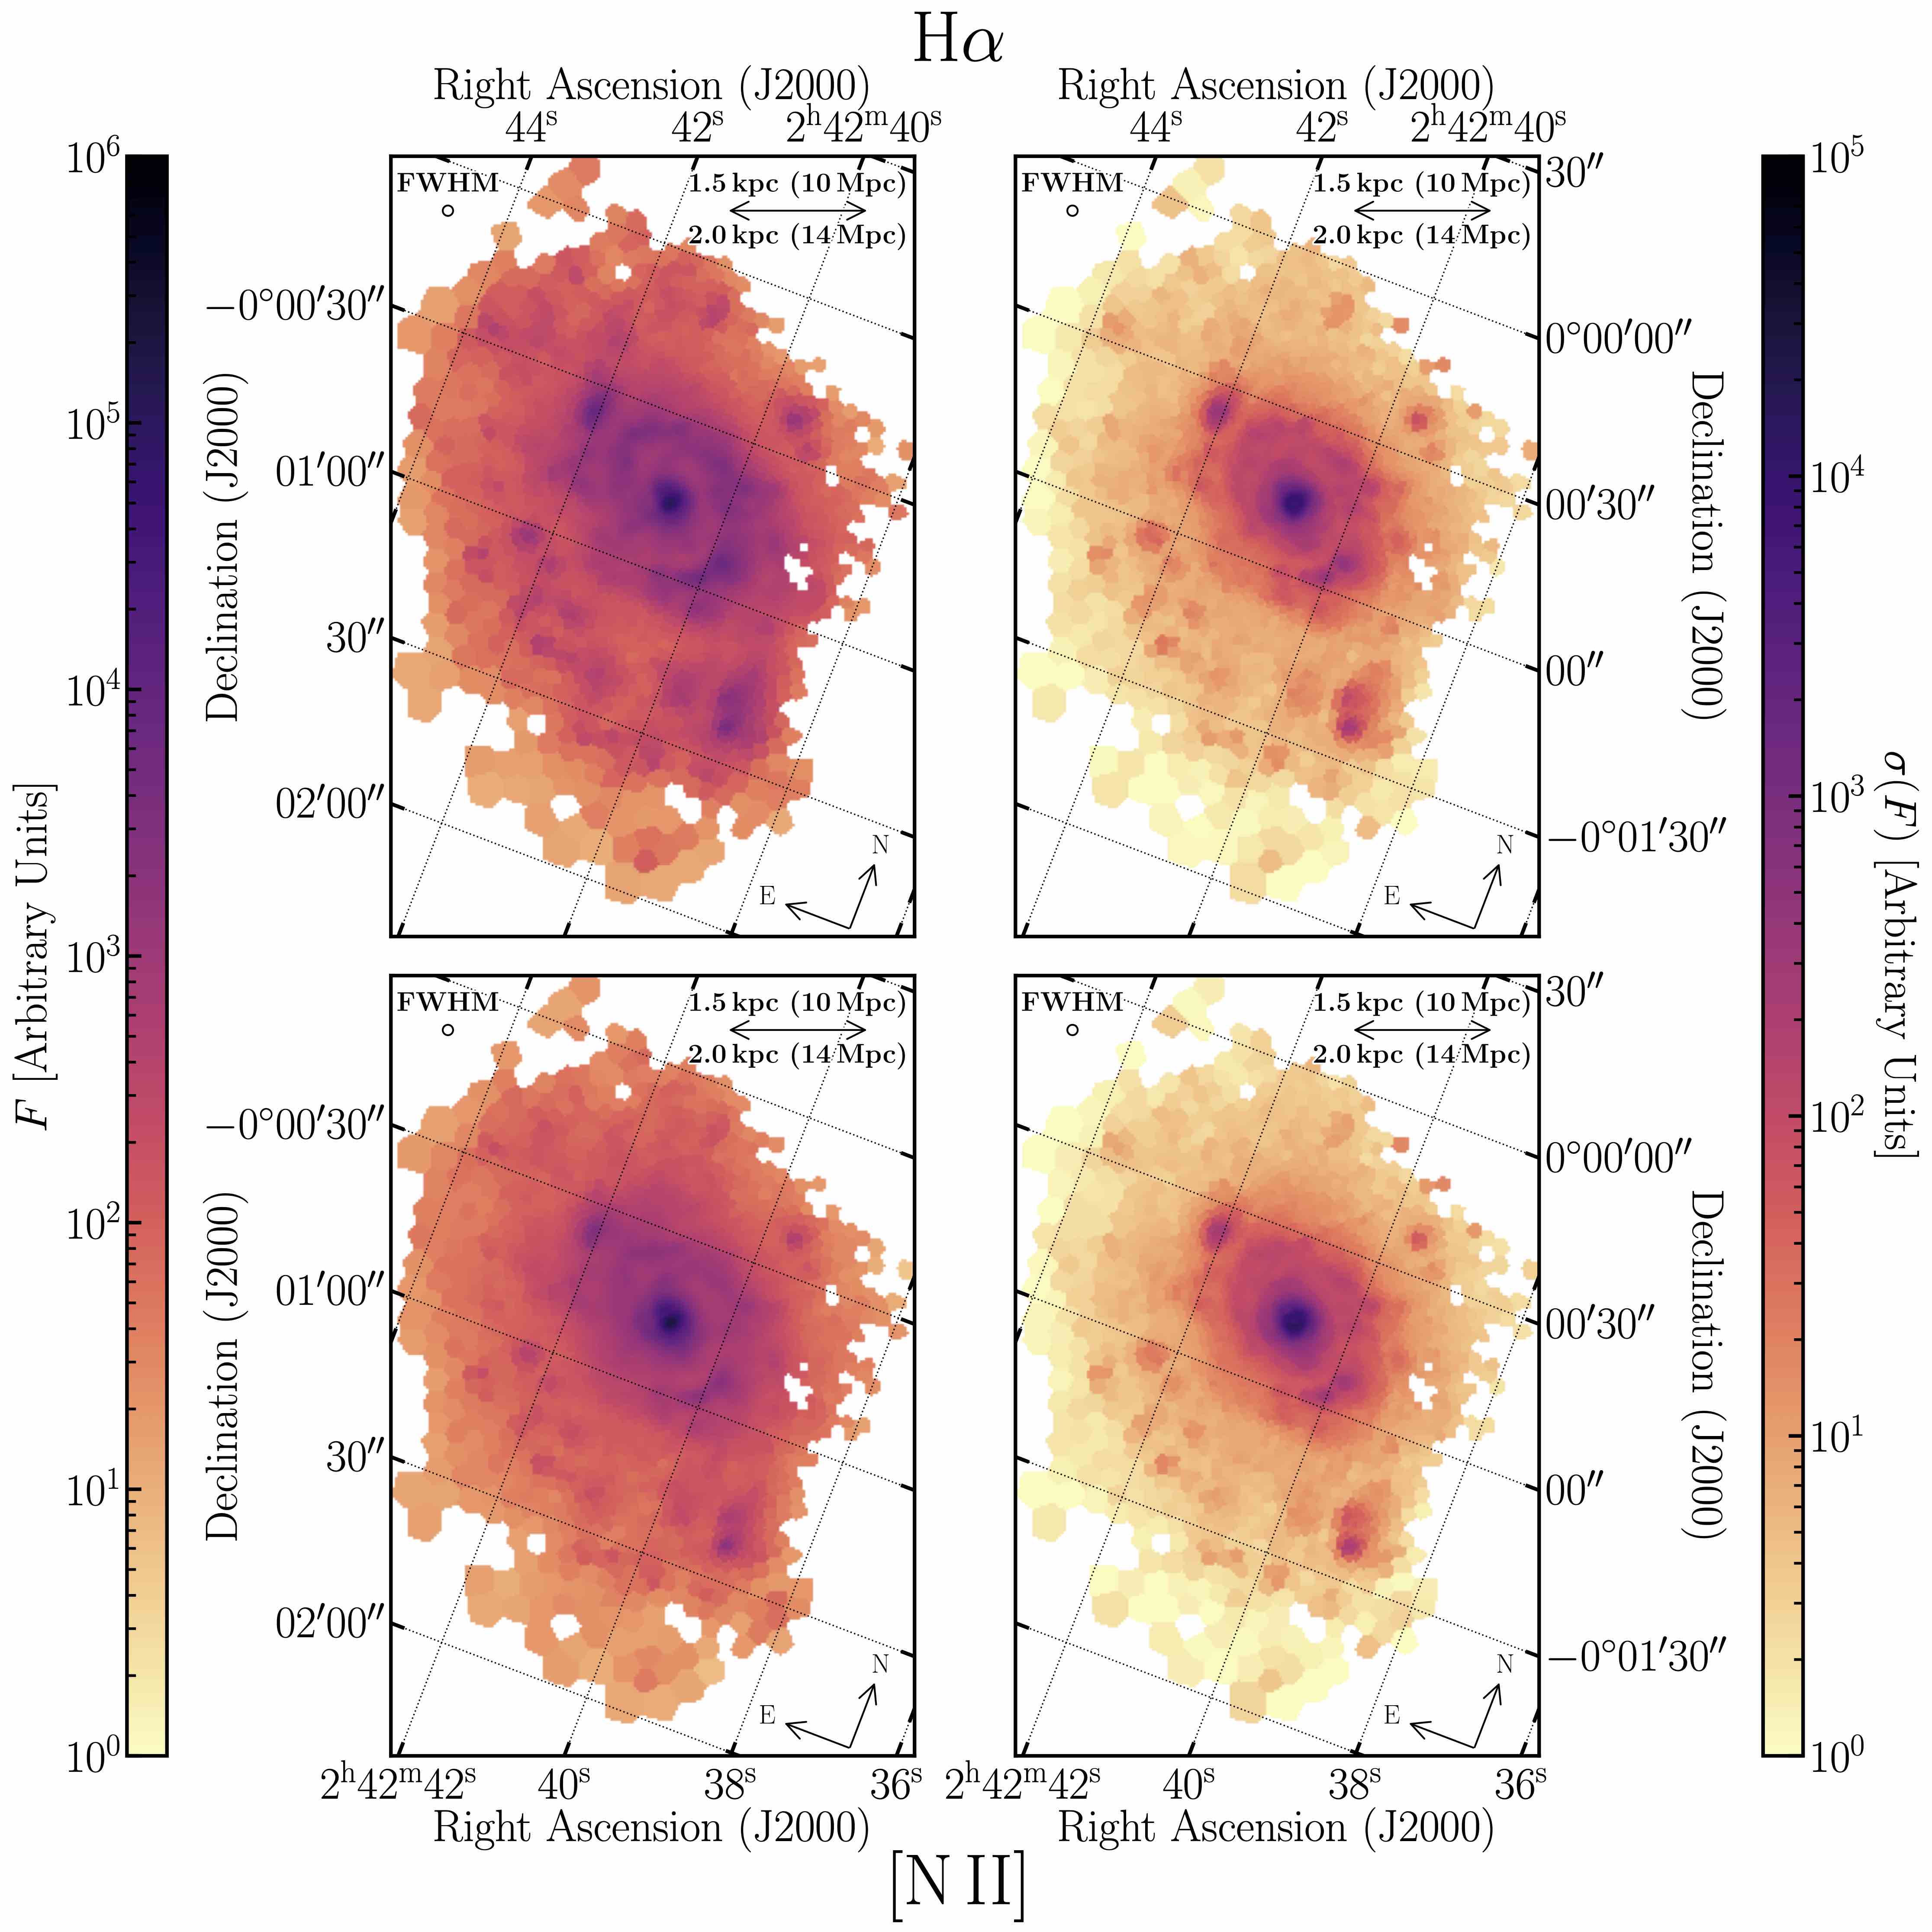 Hα
Right Ascension (J2000) Right Ascension (J2000)
44ˢ 42ˢ 2ʰ42ᵐ40ˢ 44ˢ 42ˢ 2ʰ42ᵐ40ˢ
10⁶
10⁵
10⁴
10³
10²
10¹
10⁰
F [Arbitrary Units]
Declination (J2000)
−0°00′30″
01′00″
30″
02′00″
FWHM
1.5 kpc (10 Mpc)
2.0 kpc (14 Mpc)
N
E
FWHM
1.5 kpc (10 Mpc)
2.0 kpc (14 Mpc)
N
E
30″
0°00′00″
00′30″
00″
−0°01′30″
Declination (J2000)
10⁵
10⁴
10³
10²
10¹
10⁰
σ(F) [Arbitrary Units]
Declination (J2000)
−0°00′30″
01′00″
30″
02′00″
FWHM
1.5 kpc (10 Mpc)
2.0 kpc (14 Mpc)
N
E
FWHM
1.5 kpc (10 Mpc)
2.0 kpc (14 Mpc)
N
E
30″
0°00′00″
00′30″
00″
−0°01′30″
Declination (J2000)
2ʰ42ᵐ42ˢ 40ˢ 38ˢ 36ˢ 2ʰ42ᵐ42ˢ 40ˢ 38ˢ 36ˢ
Right Ascension (J2000) Right Ascension (J2000)
[N II]